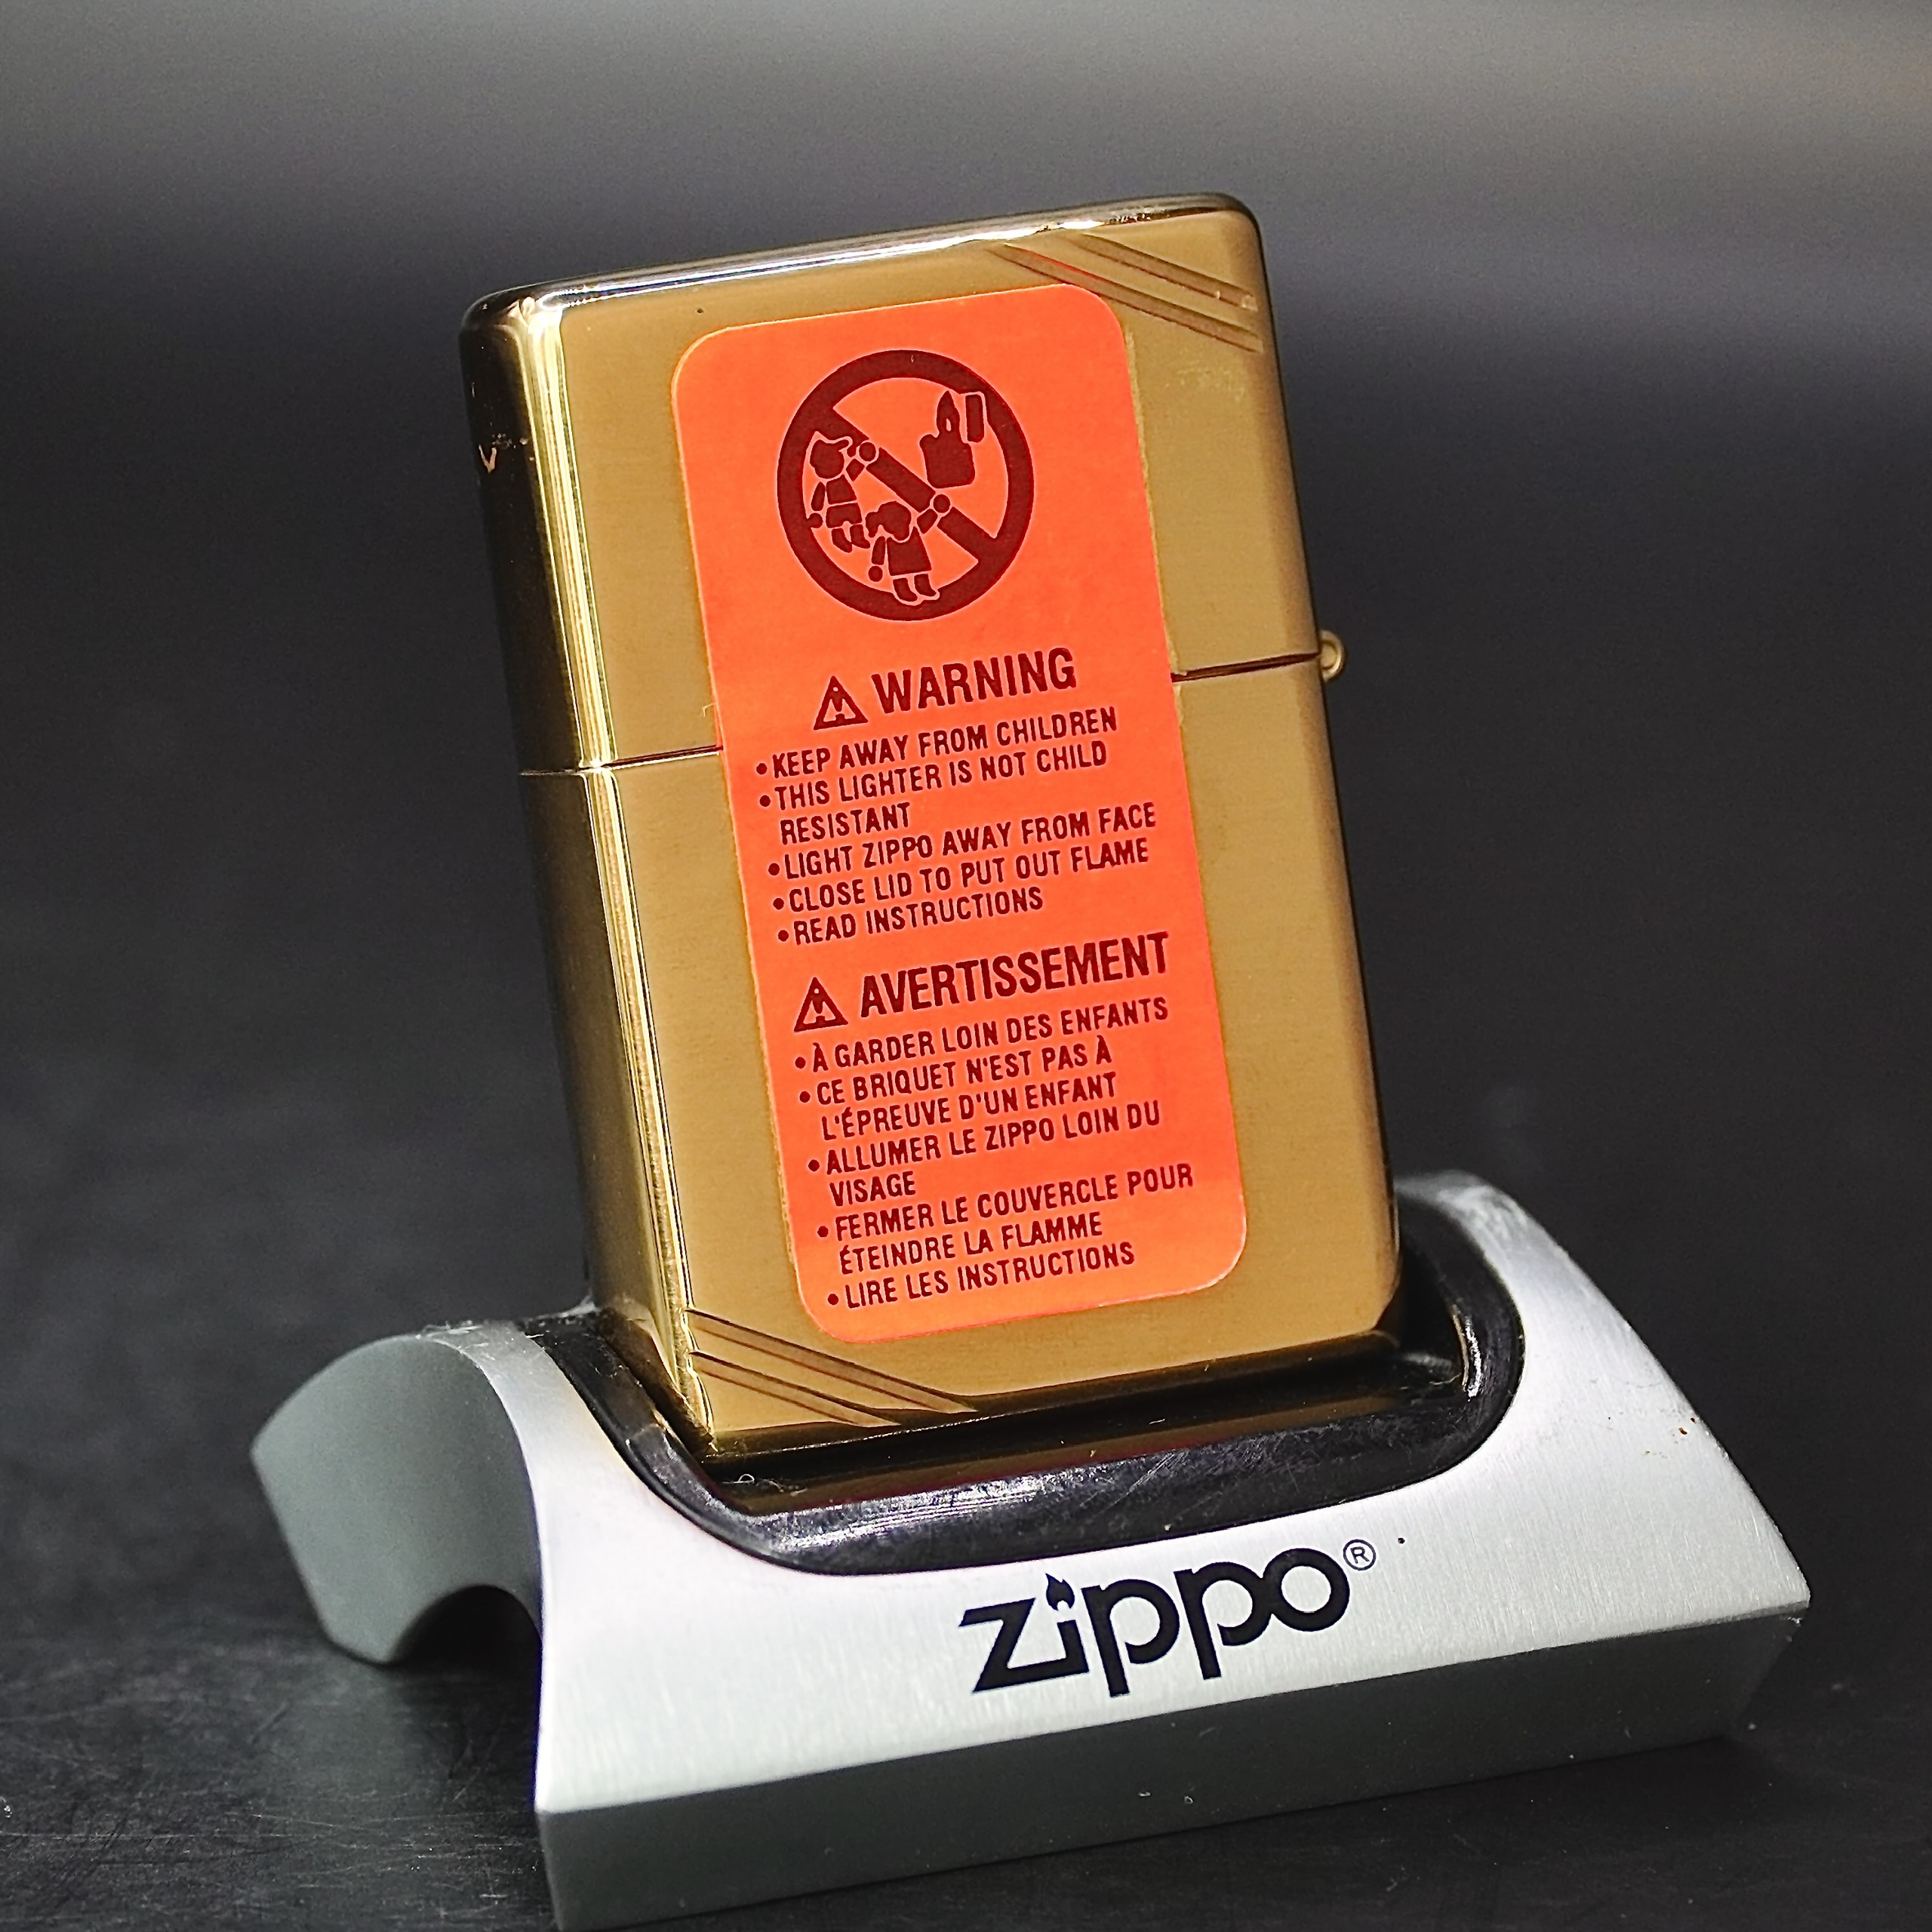 WARNING
•KEEP AWAY FROM CHILDREN
•THIS LIGHTER IS NOT CHILD
RESISTANT
•LIGHT ZIPPO AWAY FROM FACE
•CLOSE LID TO PUT OUT FLAME
•READ INSTRUCTIONS
AVERTISSEMENT
•À GARDER LOIN DES ENFANTS
•CE BRIQUET N'EST PAS À
L'ÉPREUVE D'UN ENFANT
•ALLUMER LE ZIPPO LOIN DU
VISAGE
•FERMER LE COUVERCLE POUR
ÉTEINDRE LA FLAMME
•LIRE LES INSTRUCTIONS
zippo®